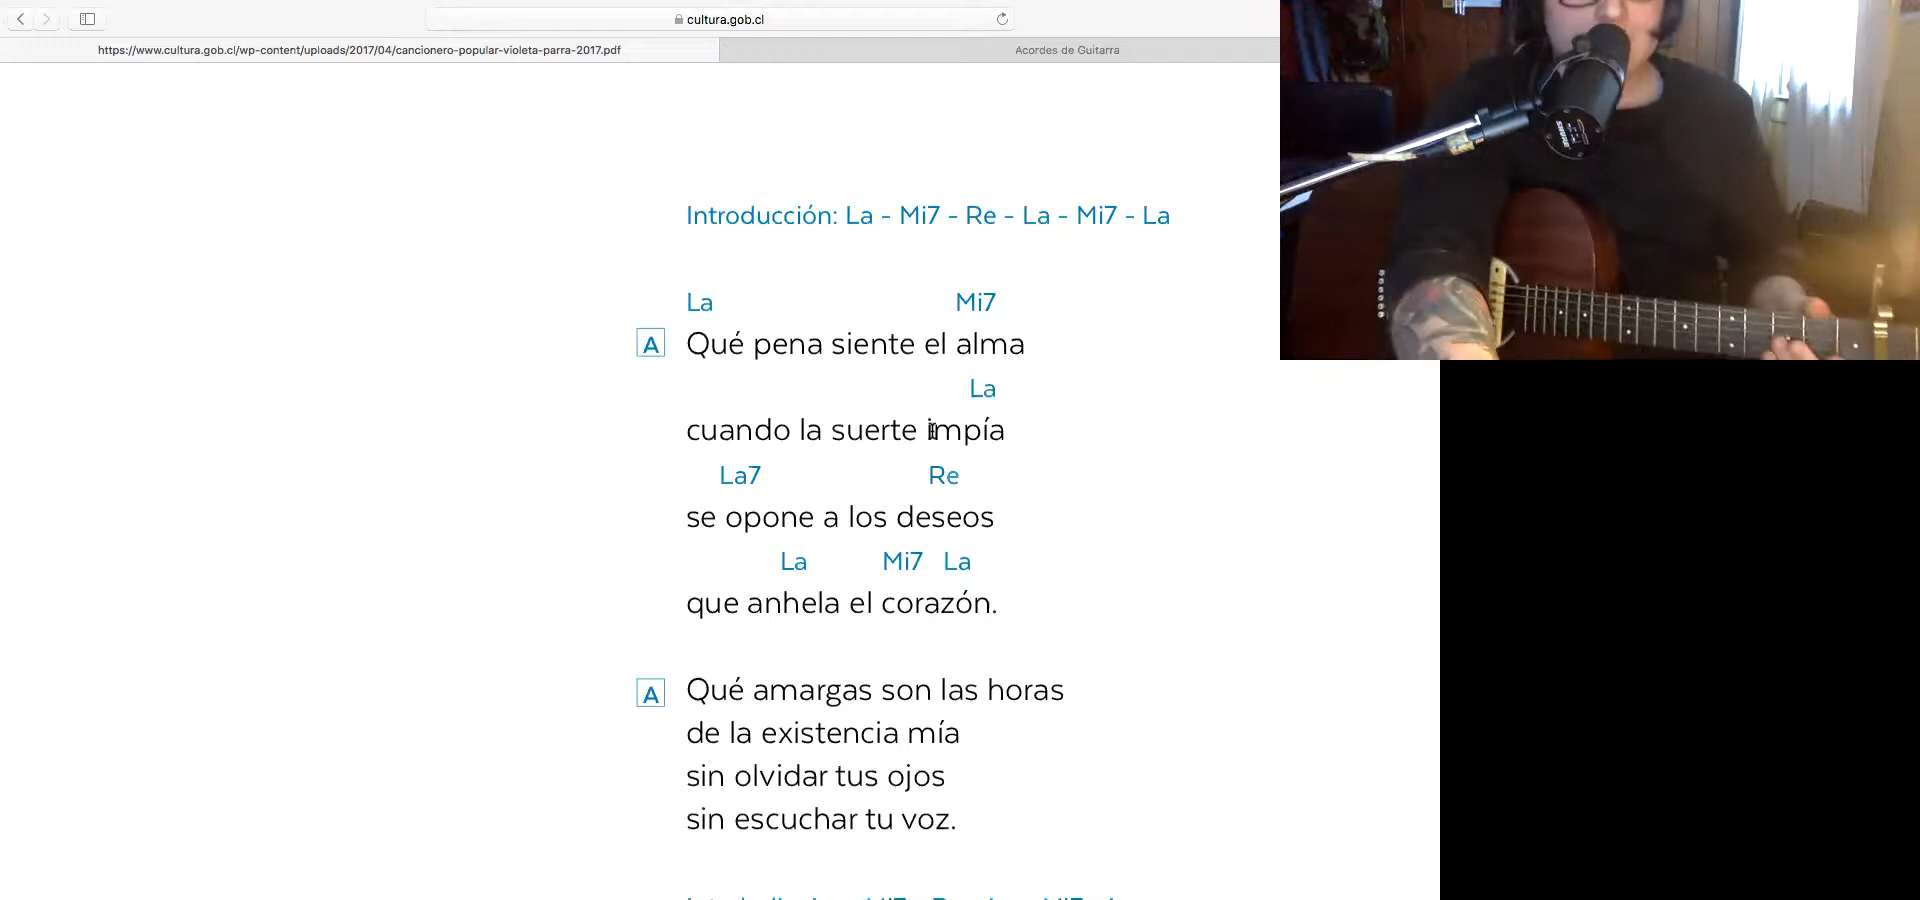 cultura.gob.cl
https://www.cultura.gob.cl/wp-content/uploads/2017/04/cancionero-popular-violeta-parra-2017.pdf
Acordes de Guitarra
Introducción: La - Mi7 - Re - La - Mi7 - La
La Mi7
A Qué pena siente el alma
La
cuando la suerte impía
La7 Re
se opone a los deseos
La Mi7 La
que anhela el corazón.
A Qué amargas son las horas
de la existencia mía
sin olvidar tus ojos
sin escuchar tu voz.